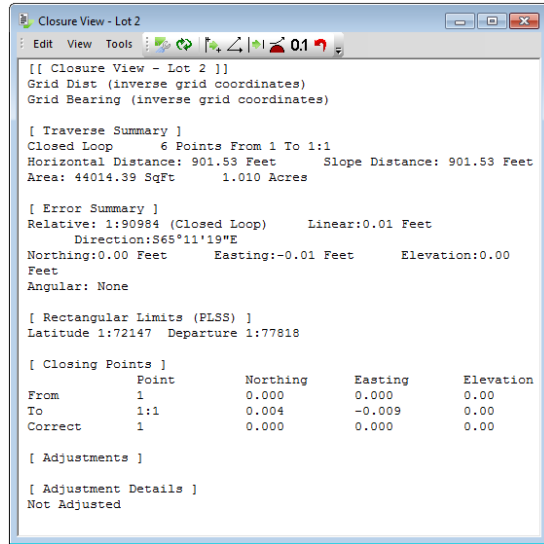 Closure View - Lot 2
Edit View Tools 0.1
[[ Closure View - Lot 2 ]]
Grid Dist (inverse grid coordinates)
Grid Bearing (inverse grid coordinates)
[ Traverse Summary ]
Closed Loop 6 Points From 1 To 1:1
Horizontal Distance: 901.53 Feet Slope Distance: 901.53 Feet
Area: 44014.39 SqFt 1.010 Acres
[ Error Summary ]
Relative: 1:90984 (Closed Loop) Linear:0.01 Feet
Direction:S65°11'19"E
Northing:0.00 Feet Easting:-0.01 Feet Elevation:0.00
Feet
Angular: None
[ Rectangular Limits (PLSS) ]
Latitude 1:72147 Departure 1:77818
[ Closing Points ]
Point Northing Easting Elevation
From 1 0.000 0.000 0.00
To 1:1 0.004 -0.009 0.00
Correct 1 0.000 0.000 0.00
[ Adjustments ]
[ Adjustment Details ]
Not Adjusted